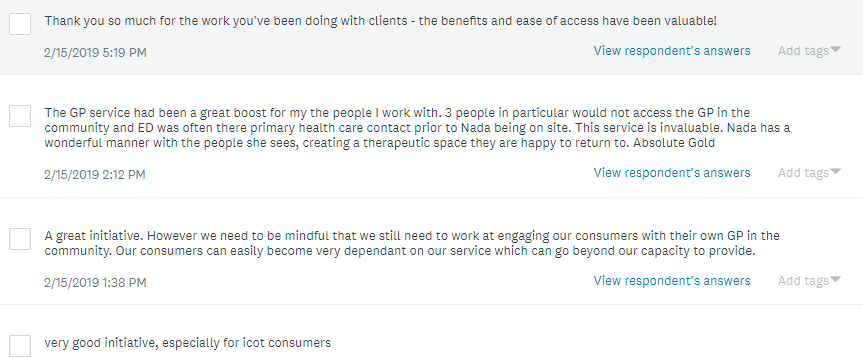 Thank you so much for the work you've been doing with clients - the benefits and ease of access have been valuable!
2/15/2019 5:19 PM View respondent's answers Add tags
The GP service had been a great boost for my the people I work with. 3 people in particular would not access the GP in the
community and ED was often there primary health care contact prior to Nada being on site. This service is invaluable. Nada has a
wonderful manner with the people she sees, creating a therapeutic space they are happy to return to. Absolute Gold
2/15/2019 2:12 PM View respondent's answers Add tags
A great initiative. However we need to be mindful that we still need to work at engaging our consumers with their own GP in the
community. Our consumers can easily become very dependant on our service which can go beyond our capacity to provide.
2/15/2019 1:38 PM View respondent's answers Add tags
very good initiative, especially for icot consumers